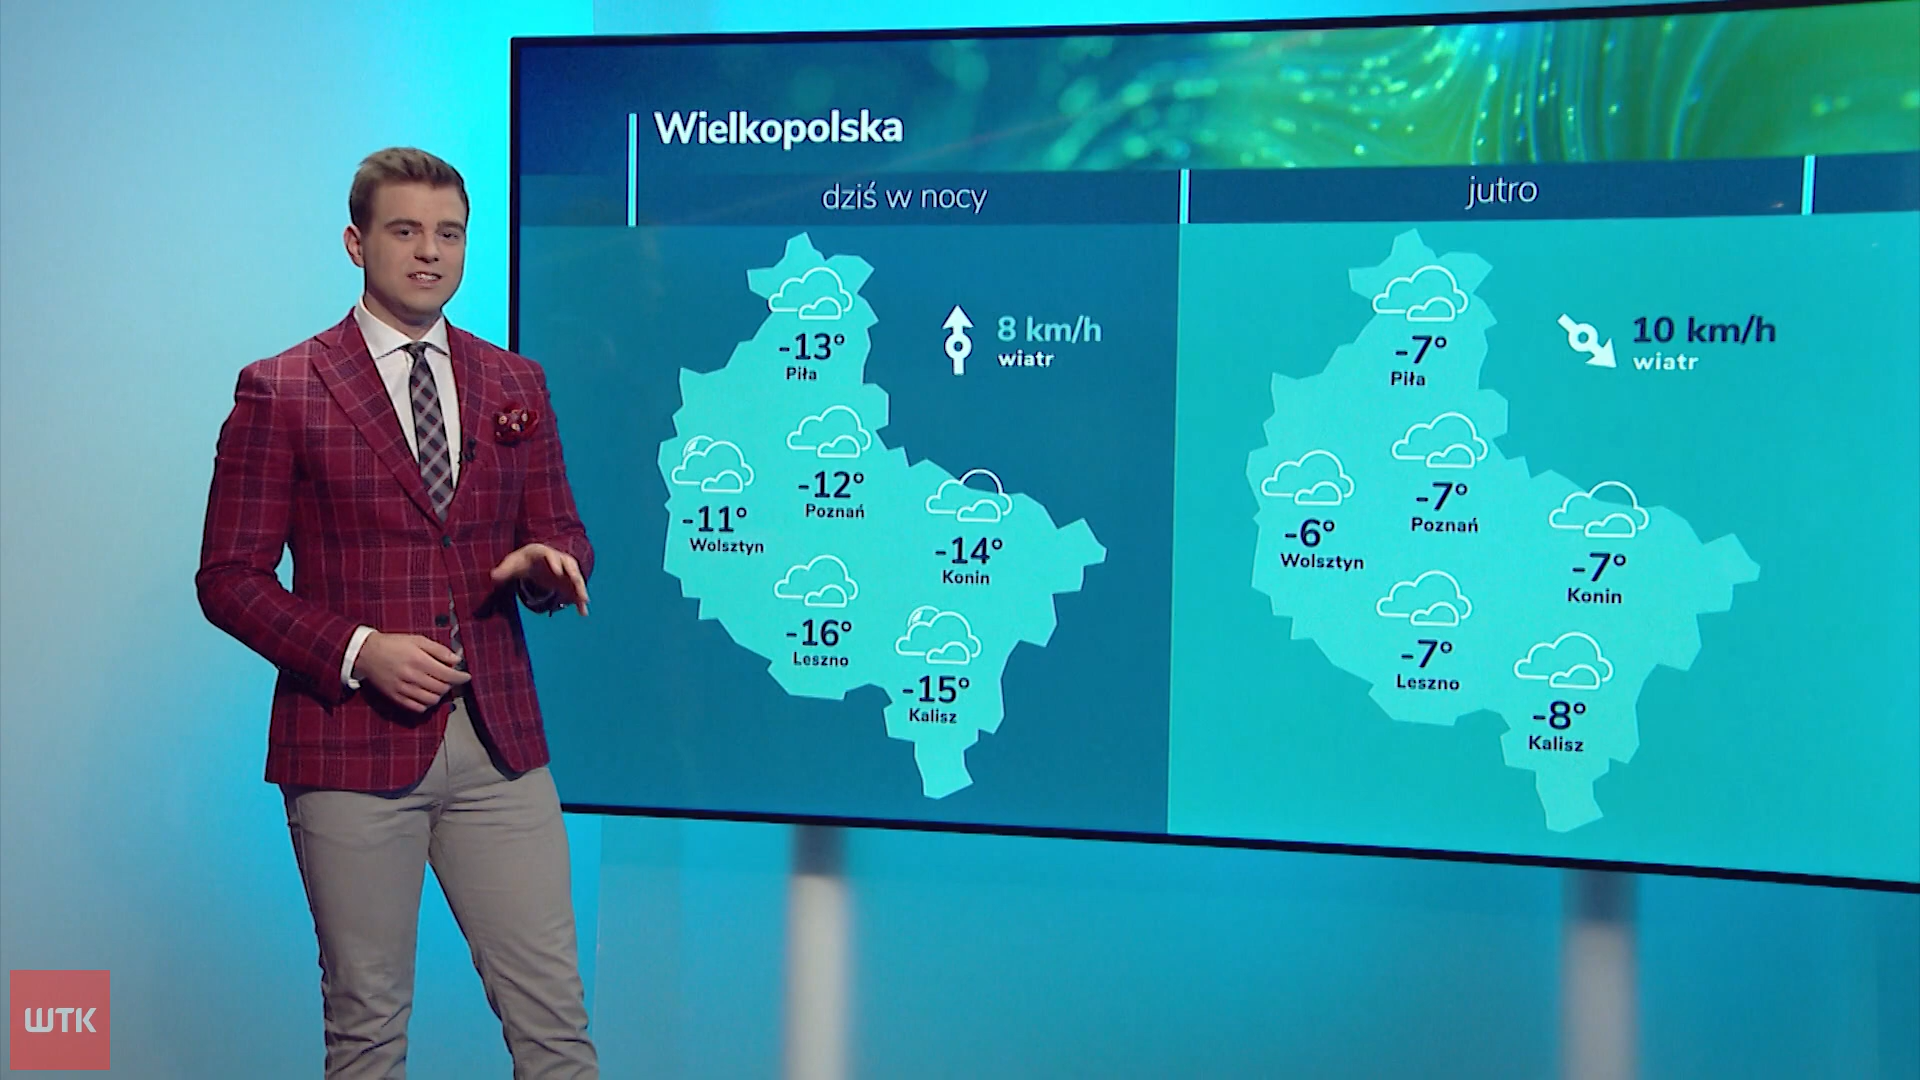 Wielkopolska
dziś w nocy
-13°
Piła
8 km/h
wiatr
-12°
Poznań
-11°
Wolsztyn
-14°
Konin
-16°
Leszno
-15°
Kalisz
jutro
-7°
Piła
10 km/h
wiatr
-7°
Poznań
-6°
Wolsztyn
-7°
Konin
-7°
Leszno
-8°
Kalisz
WTK